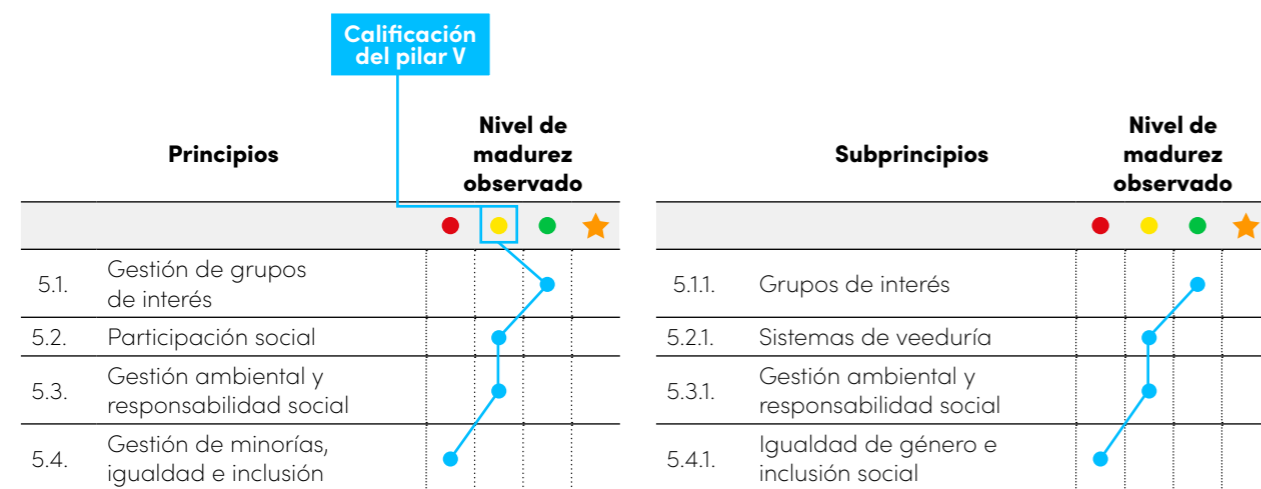 Calificación
del pilar V
Principios
Nivel de
madurez
observado
5.1.
Gestión de grupos
de interés
5.2.
Participación social
5.3.
Gestión ambiental y
responsabilidad social
5.4.
Gestión de minorías,
igualdad e inclusión
Subprincipios
Nivel de
madurez
observado
5.1.1.
Grupos de interés
5.2.1.
Sistemas de veeduría
5.3.1.
Gestión ambiental y
responsabilidad social
5.4.1.
Igualdad de género e
inclusión social